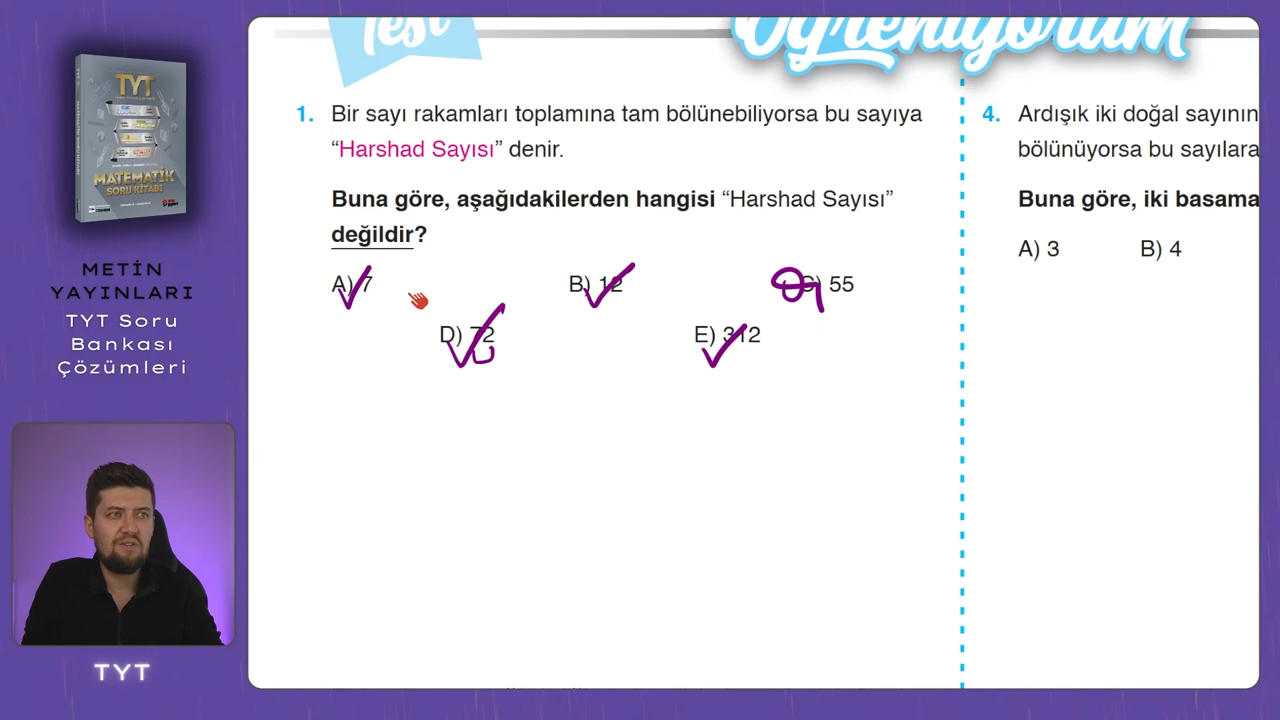 TYT
MATEMATİK
SORU KİTABI
METİN
YAYINLARI
TYT Soru
Bankası
Çözümleri
TYT
Test
Öğreniyorum
1. Bir sayı rakamları toplamına tam bölünebiliyorsa bu sayıya
“Harshad Sayısı” denir.
Buna göre, aşağıdakilerden hangisi “Harshad Sayısı”
değildir?
A) 7 B) 12 C) 55
D) 72 E) 312
4. Ardışık iki doğal sayının
bölünüyorsa bu sayılara
Buna göre, iki basama
A) 3 B) 4